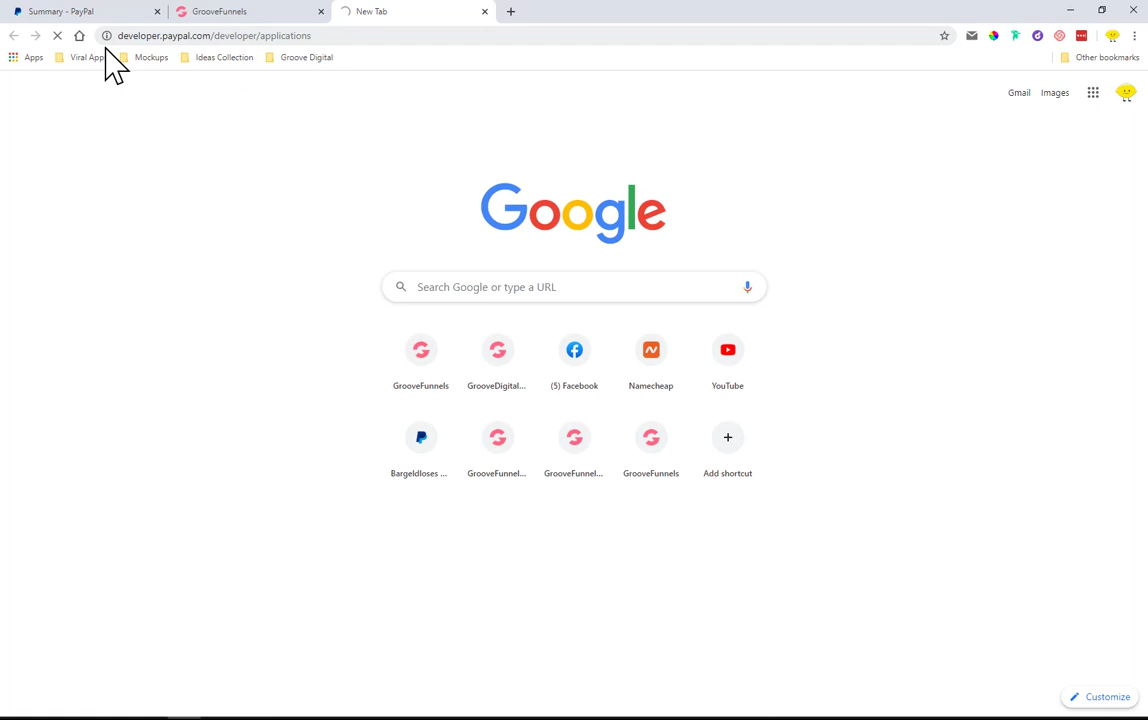 Summary - PayPal GrooveFunnels New Tab
developer.paypal.com/developer/applications
Apps Viral App Mockups Ideas Collection Groove Digital Other bookmarks
Gmail Images
Google
Search Google or type a URL
GrooveFunnels GrooveDigital... (5) Facebook Namecheap YouTube
Bargeldloses ... GrooveFunnel... GrooveFunnel... GrooveFunnels Add shortcut
Customize